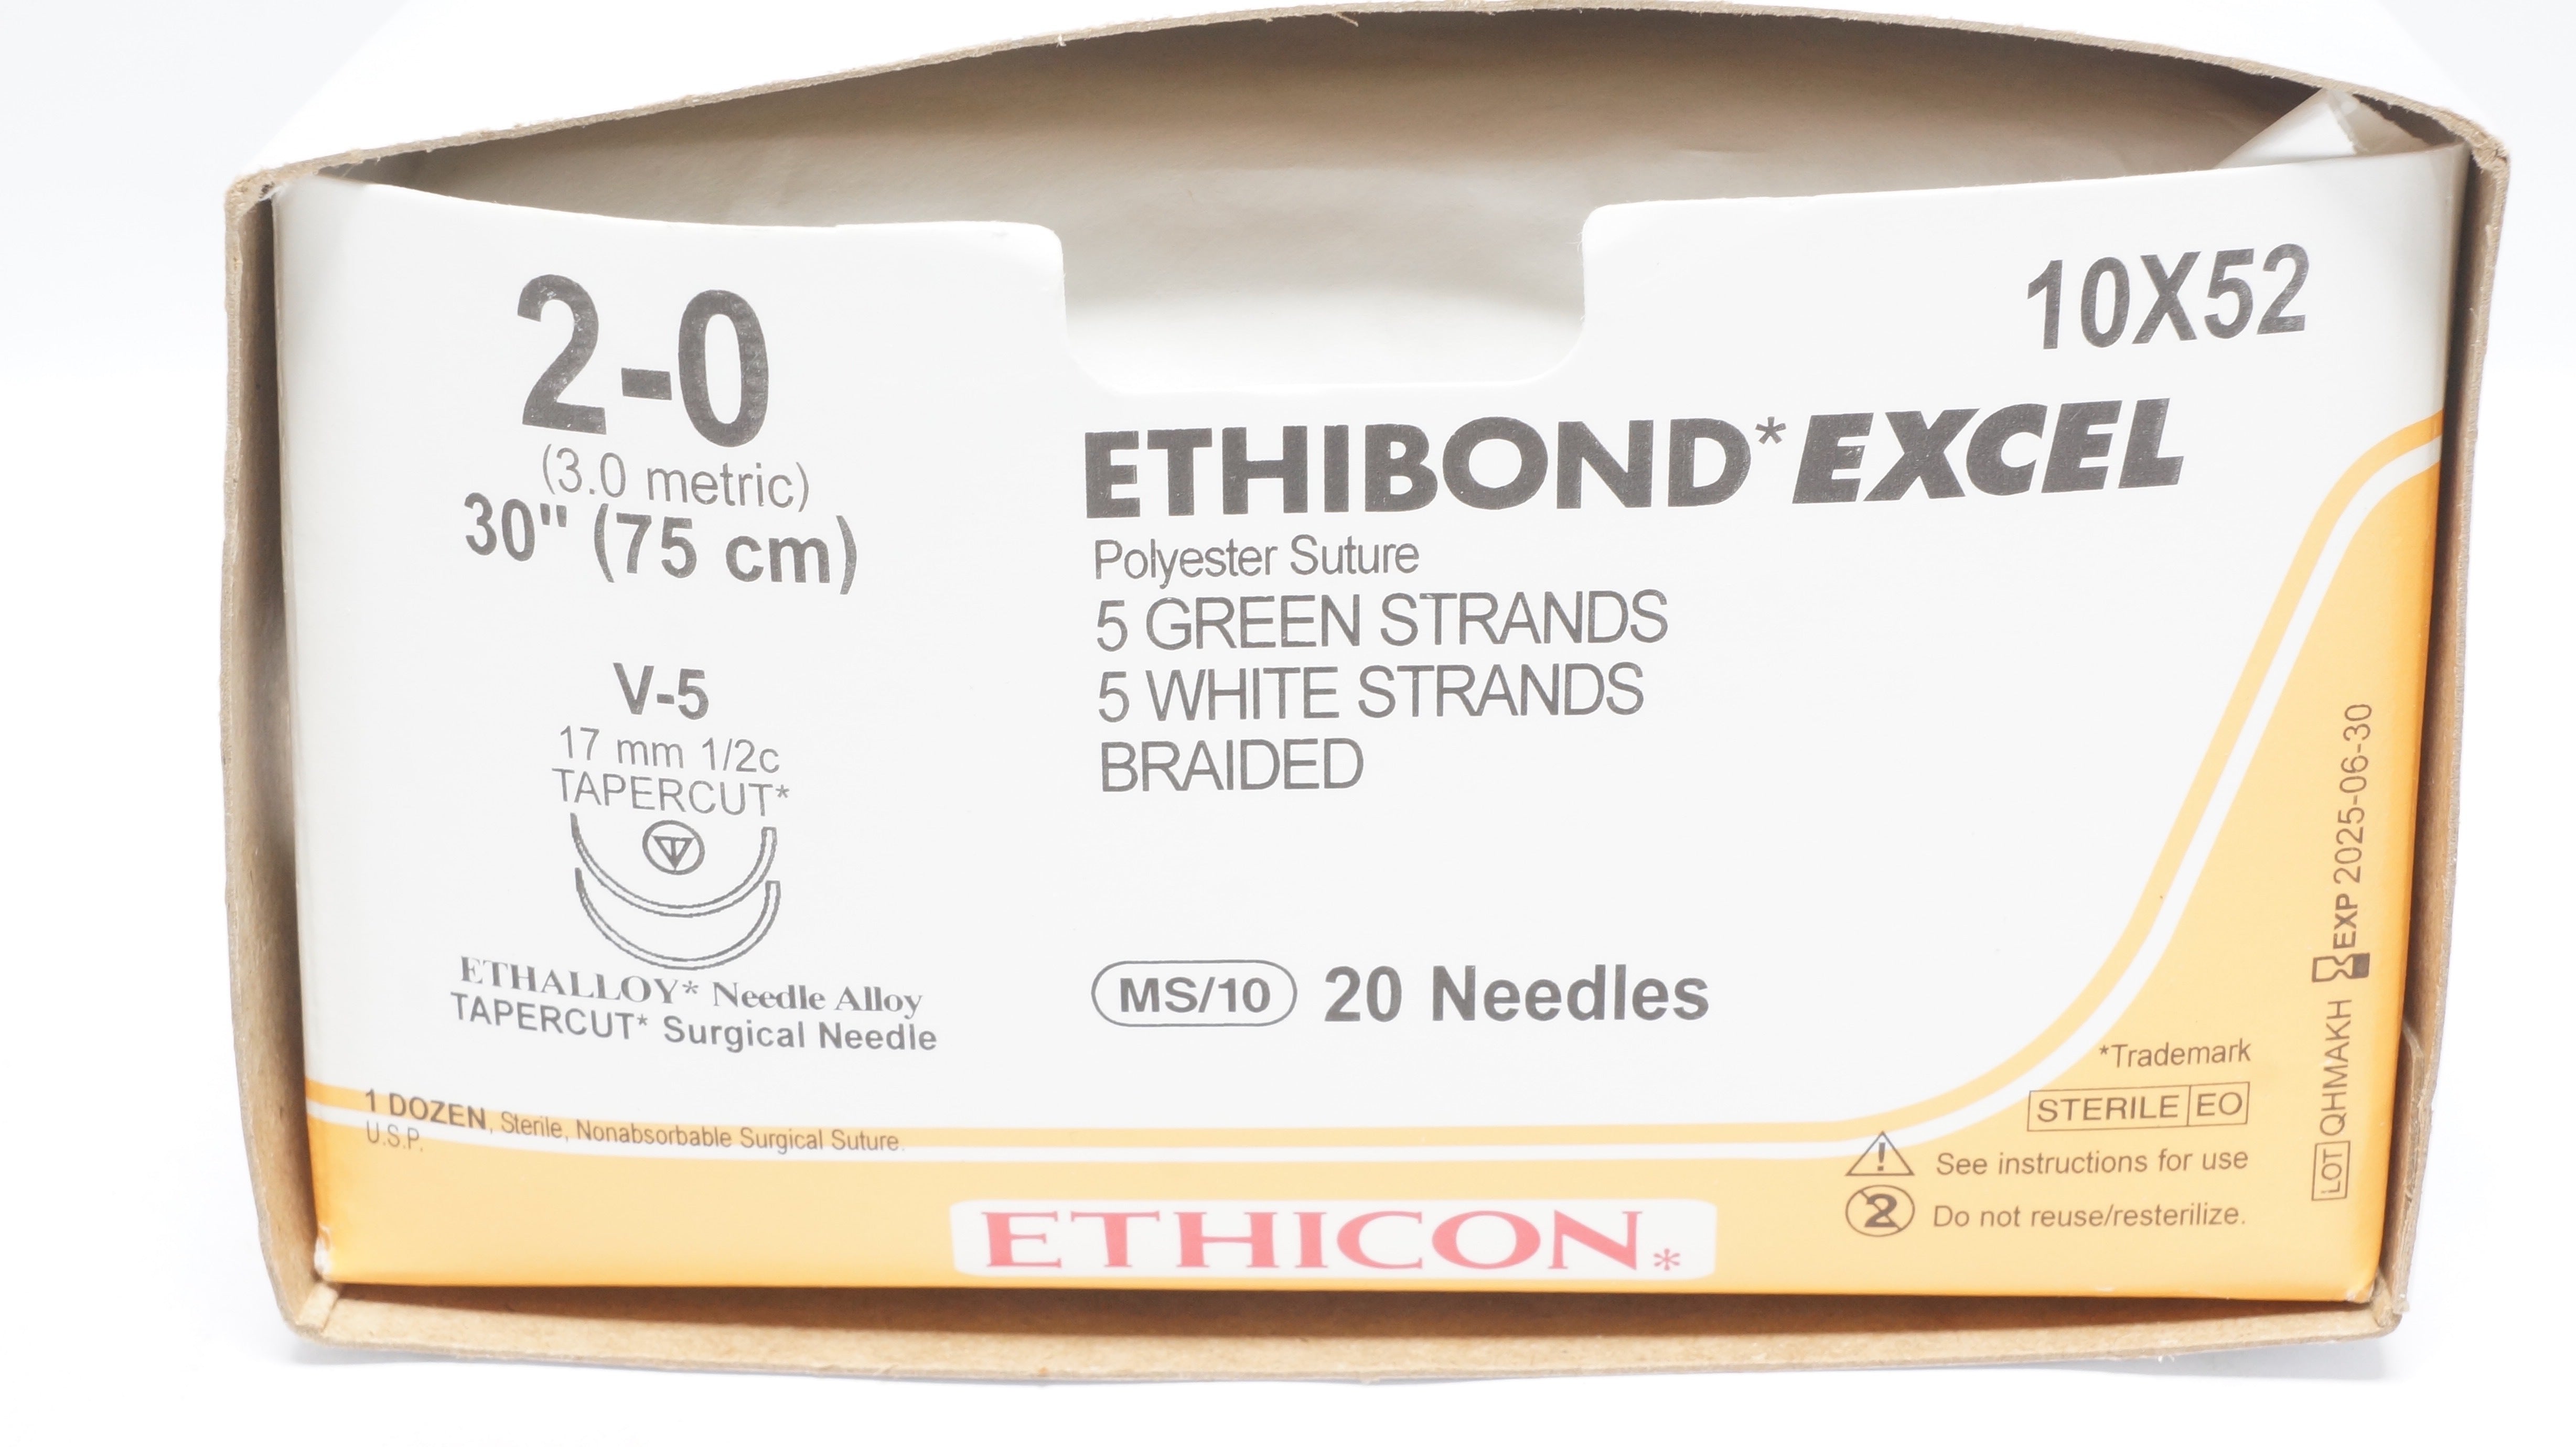 2-0
(3.0 metric)
30" (75 cm)
V-5
17 mm 1/2c
TAPERCUT*
ETHALLOY* Needle Alloy
TAPERCUT* Surgical Needle
1 DOZEN, Sterile, Nonabsorbable Surgical Suture.
U.S.P.
10X52
ETHIBOND*EXCEL
Polyester Suture
5 GREEN STRANDS
5 WHITE STRANDS
BRAIDED
MS/10 20 Needles
*Trademark
STERILE EO
See instructions for use
2 Do not reuse/resterilize.
LOT QHMAKH EXP 2025-06-30
ETHICON*